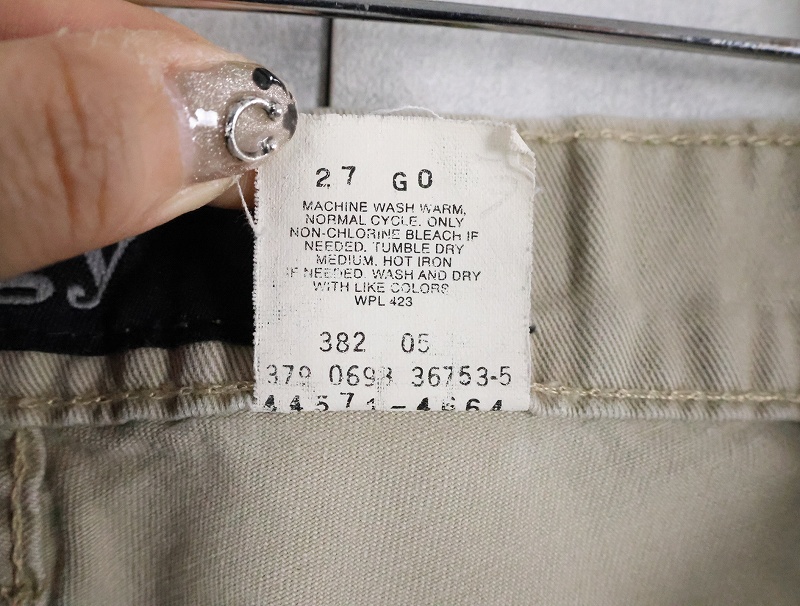 27 GO
MACHINE WASH WARM,
NORMAL CYCLE. ONLY
NON-CHLORINE BLEACH IF
NEEDED. TUMBLE DRY
MEDIUM. HOT IRON
IF NEEDED. WASH AND DRY
WITH LIKE COLORS
WPL 423
382 05
379 0693 36753-5